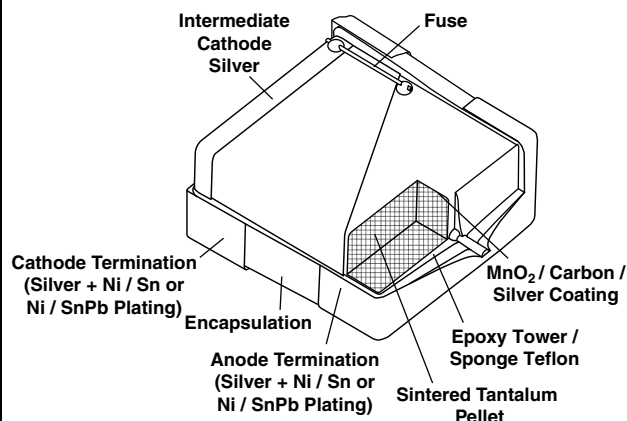 Intermediate
Cathode
Silver
Fuse
Cathode Termination
(Silver + Ni / Sn or
Ni / SnPb Plating)
Encapsulation
Anode Termination
(Silver + Ni / Sn or
Ni / SnPb Plating)
MnO₂ / Carbon /
Silver Coating
Epoxy Tower /
Sponge Teflon
Sintered Tantalum
Pellet